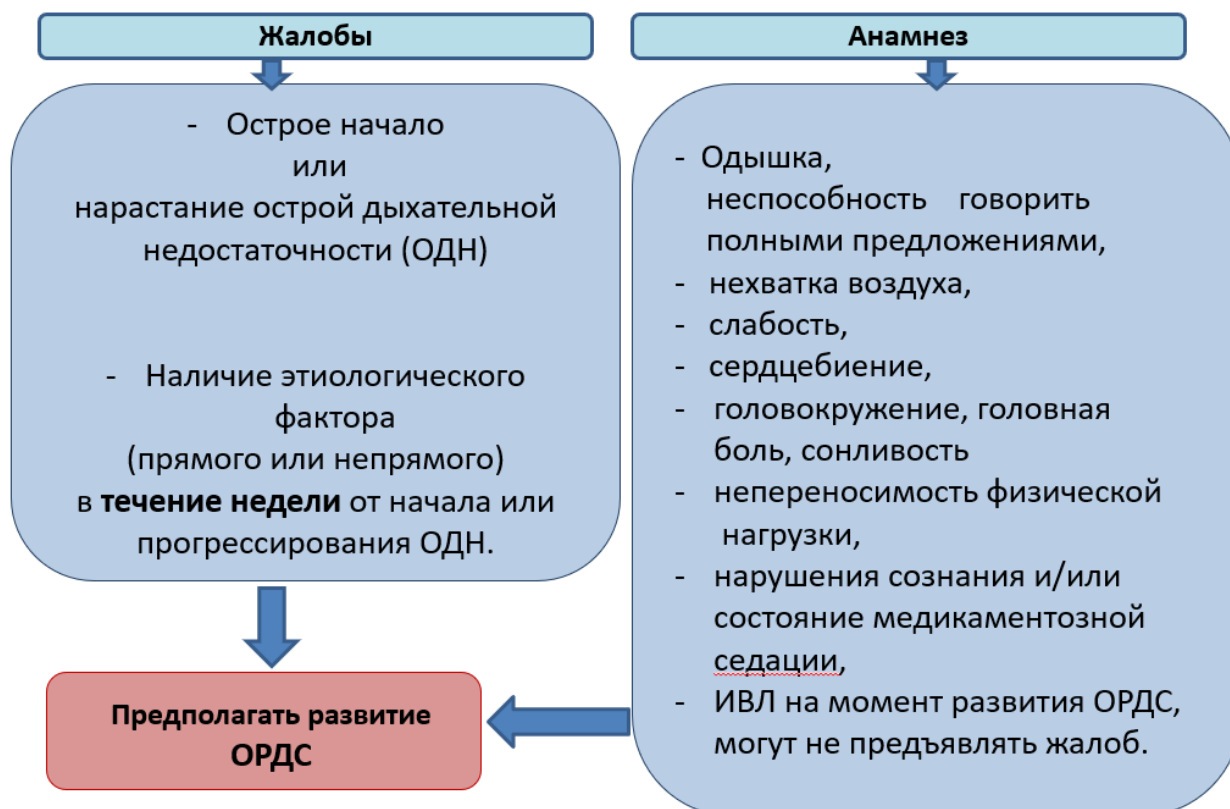 Жалобы
- Острое начало
или
нарастание острой дыхательной
недостаточности (ОДН)
- Наличие этиологического
фактора
(прямого или непрямого)
в течение недели от начала или
прогрессирования ОДН.
Предполагать развитие
ОРДС
Анамнез
- Одышка,
неспособность говорить
полными предложениями,
- нехватка воздуха,
- слабость,
- сердцебиение,
- головокружение, головная
боль, сонливость
- непереносимость физической
нагрузки,
- нарушения сознания и/или
состояние медикаментозной
седации,
- ИВЛ на момент развития ОРДС,
могут не предъявлять жалоб.